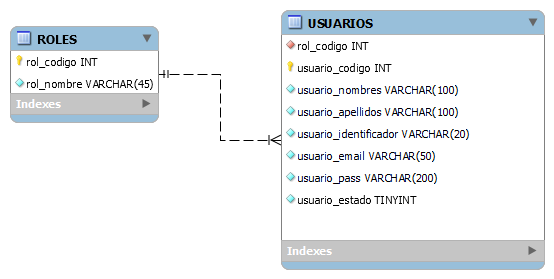 ROLES
rol_codigo INT
rol_nombre VARCHAR(45)
Indexes
USUARIOS
rol_codigo INT
usuario_codigo INT
usuario_nombres VARCHAR(100)
usuario_apellidos VARCHAR(100)
usuario_identificador VARCHAR(20)
usuario_email VARCHAR(50)
usuario_pass VARCHAR(200)
usuario_estado TINYINT
Indexes